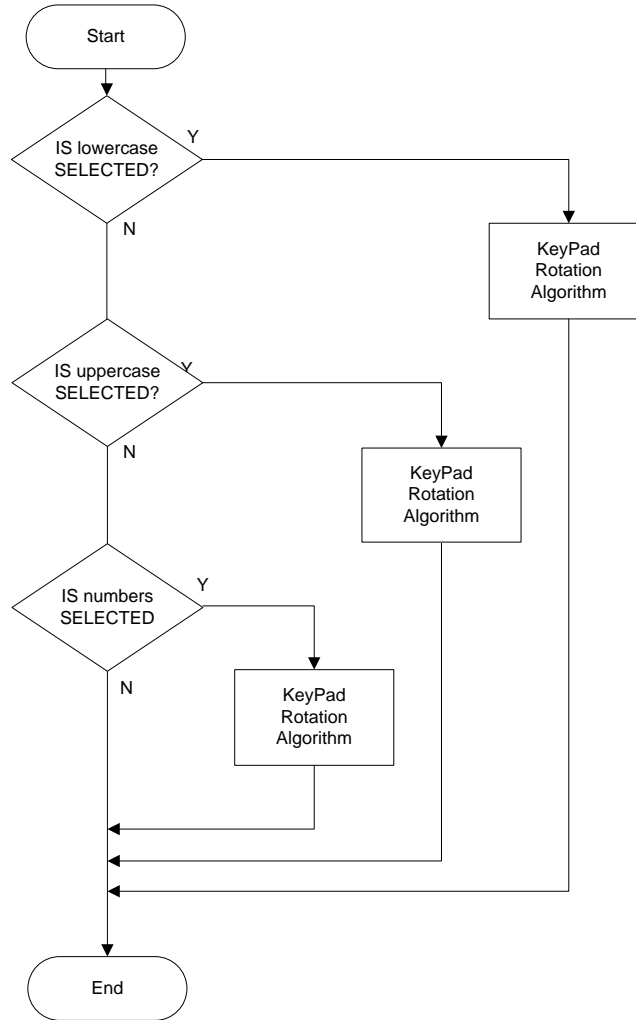 Start
IS lowercase
SELECTED?
Y
N
KeyPad
Rotation
Algorithm
IS uppercase
SELECTED?
Y
N
KeyPad
Rotation
Algorithm
IS numbers
SELECTED
Y
N
KeyPad
Rotation
Algorithm
End